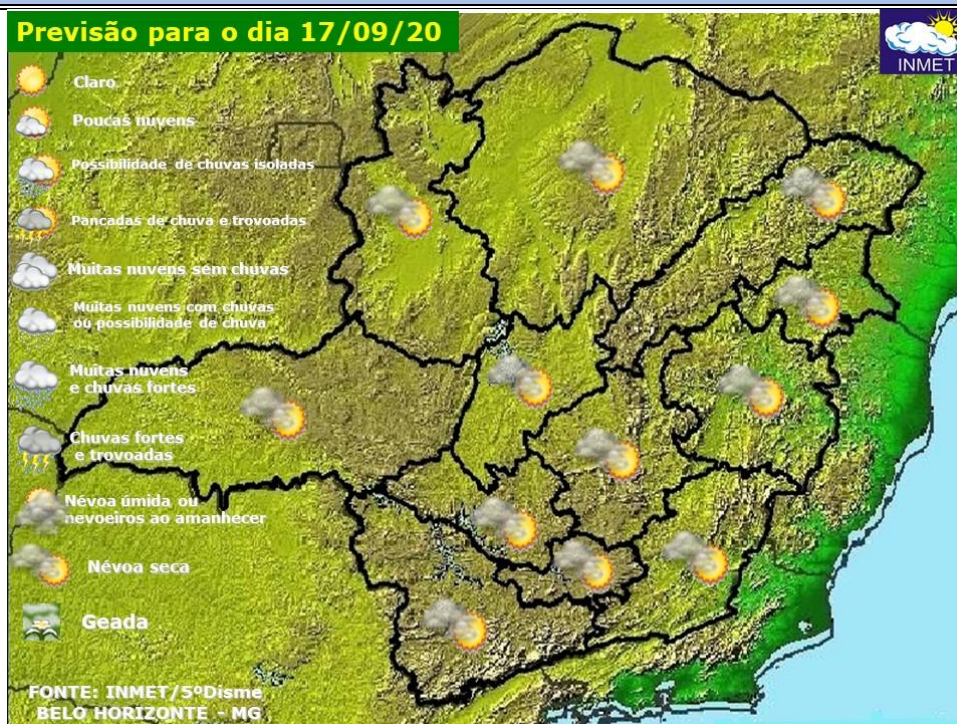 Previsão para o dia 17/09/20
INMET
Claro
Poucas nuvens
Possibilidade de chuvas isoladas
Pancadas de chuva e trovoadas
Muitas nuvens sem chuvas
Muitas nuvens com chuvas
ou possibilidade de chuva
Muitas nuvens
e chuvas fortes
Chuvas fortes
e trovoadas
Névoa úmida ou
nevoeiros ao amanhecer
Névoa seca
Geada
FONTE: INMET/5ºDisme
BELO HORIZONTE - MG